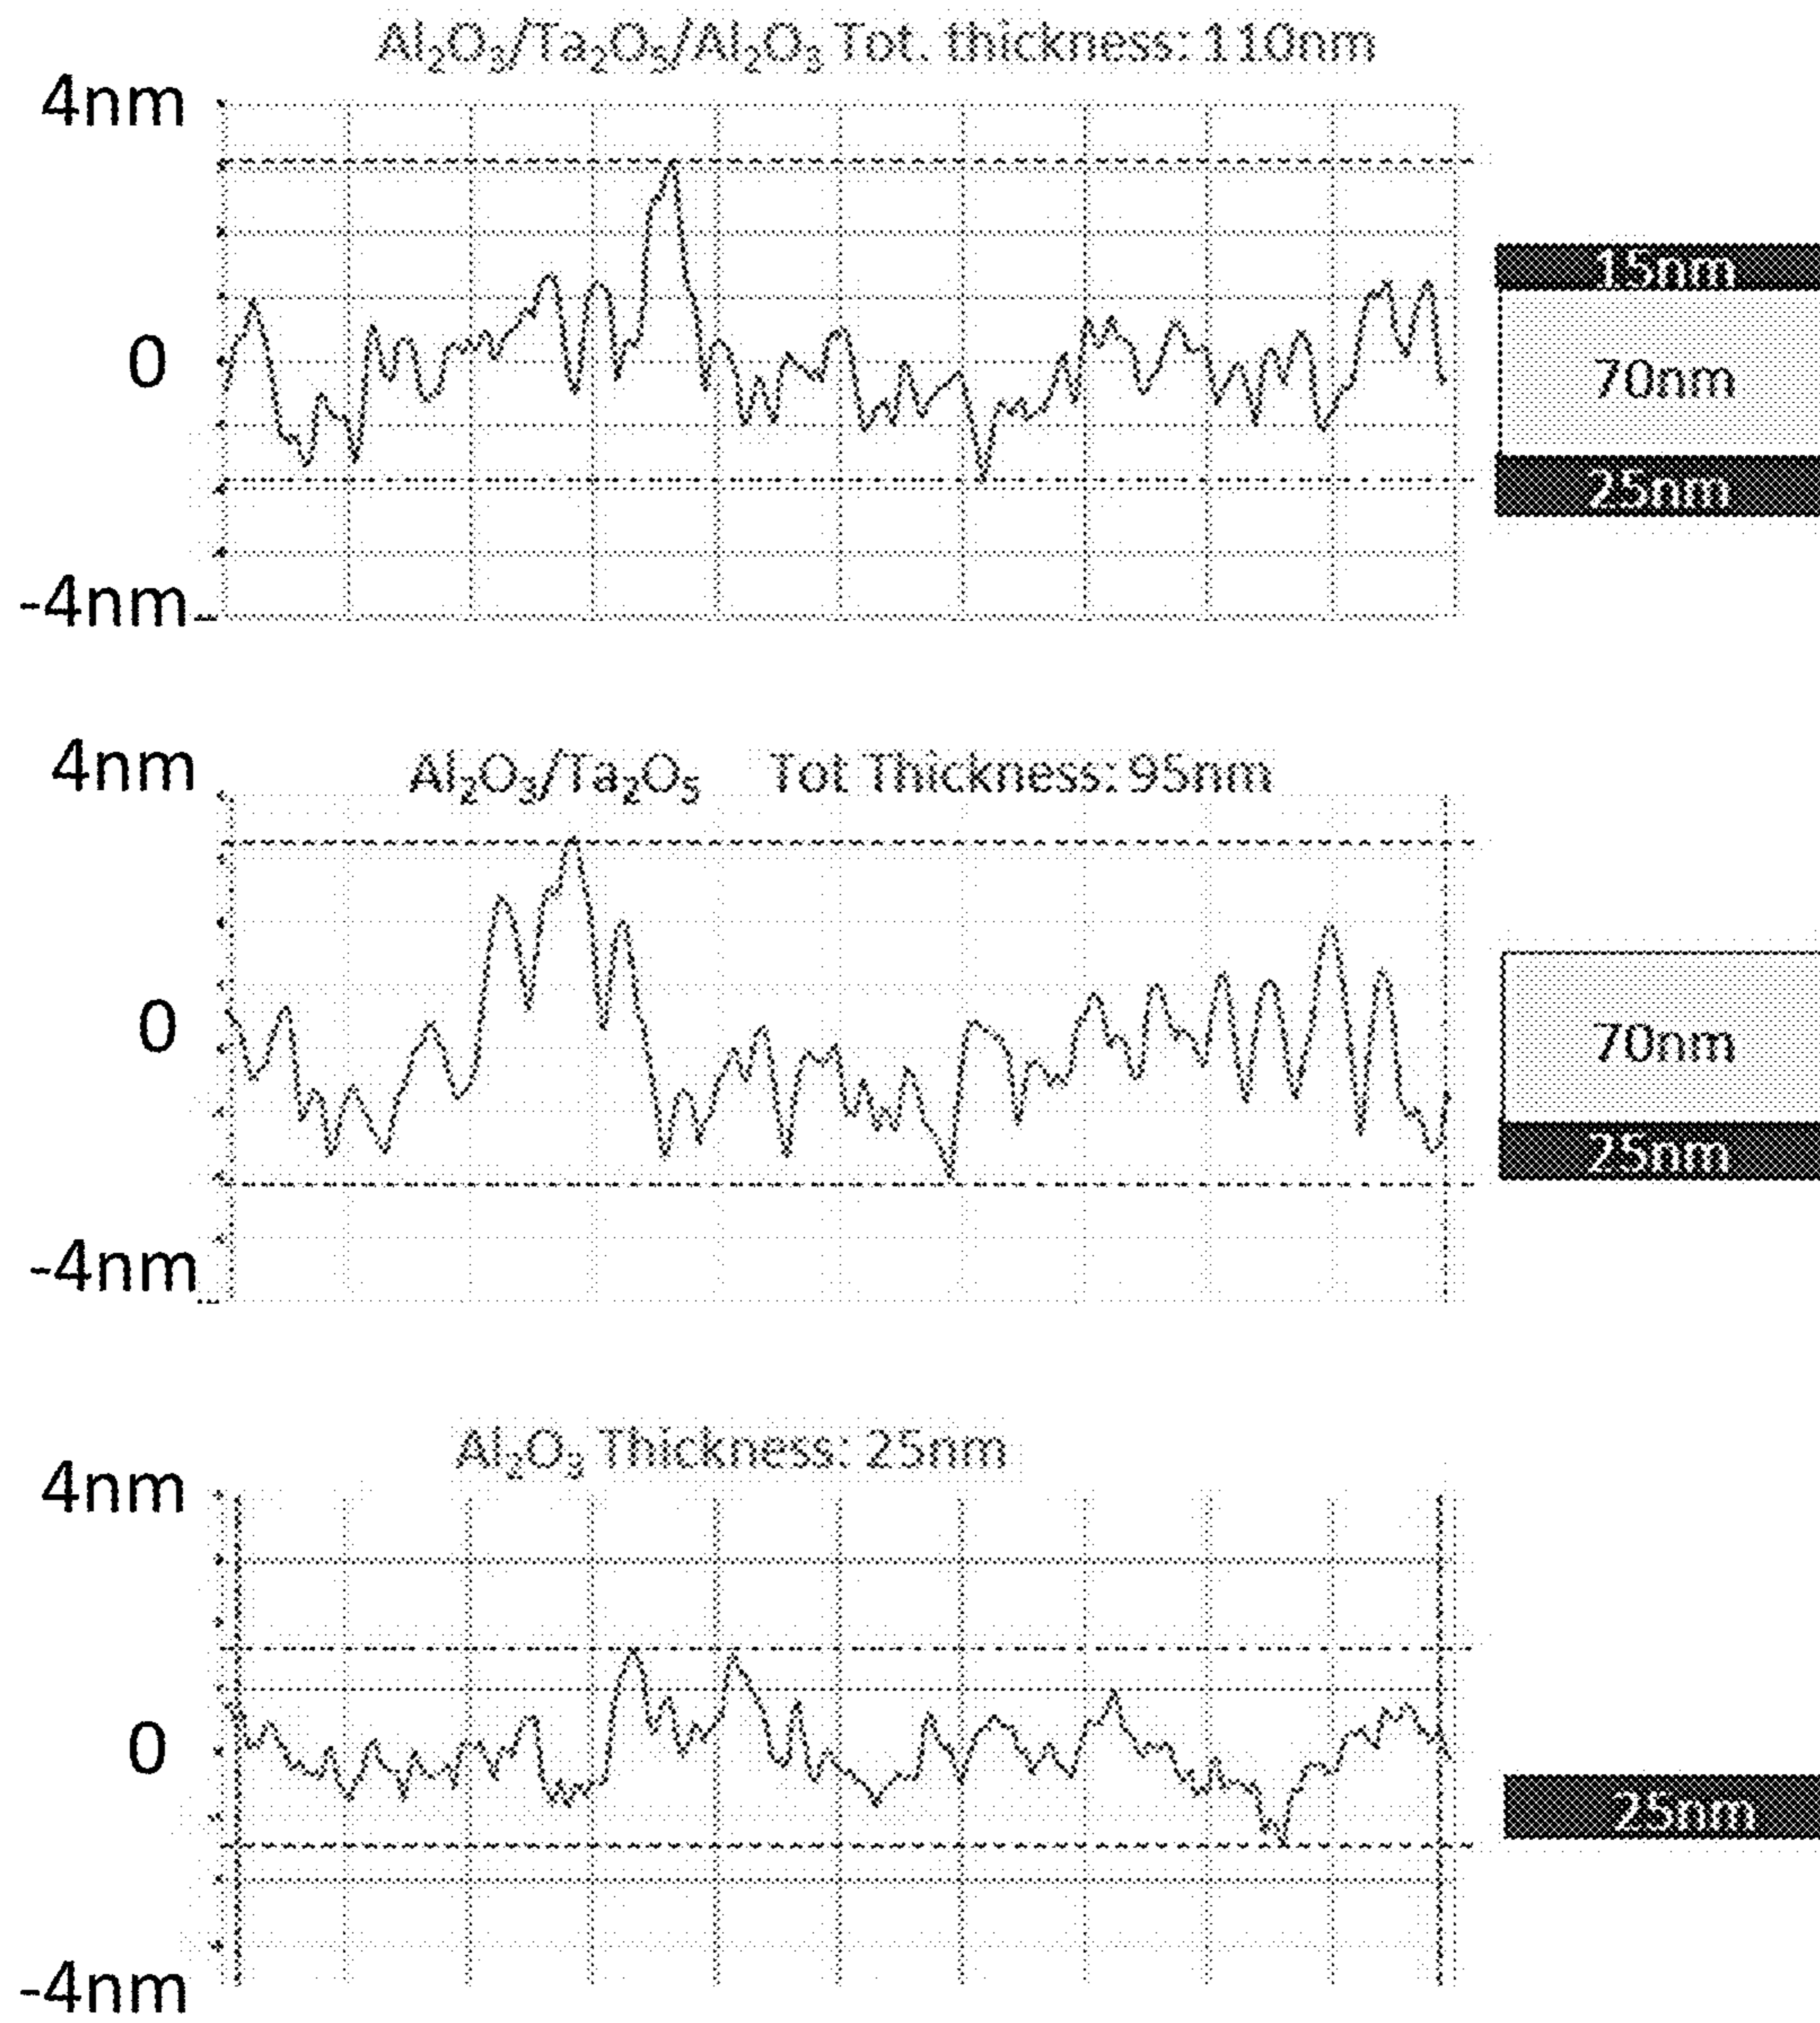 Al₂O₃/Ta₂O₅/Al₂O₃ Tot. thickness: 110nm
4nm
0
-4nm
15nm
70nm
25nm
Al₂O₃/Ta₂O₅ Tot Thickness: 95nm
4nm
0
-4nm
70nm
25nm
Al₂O₃ Thickness: 25nm
4nm
0
-4nm
25nm